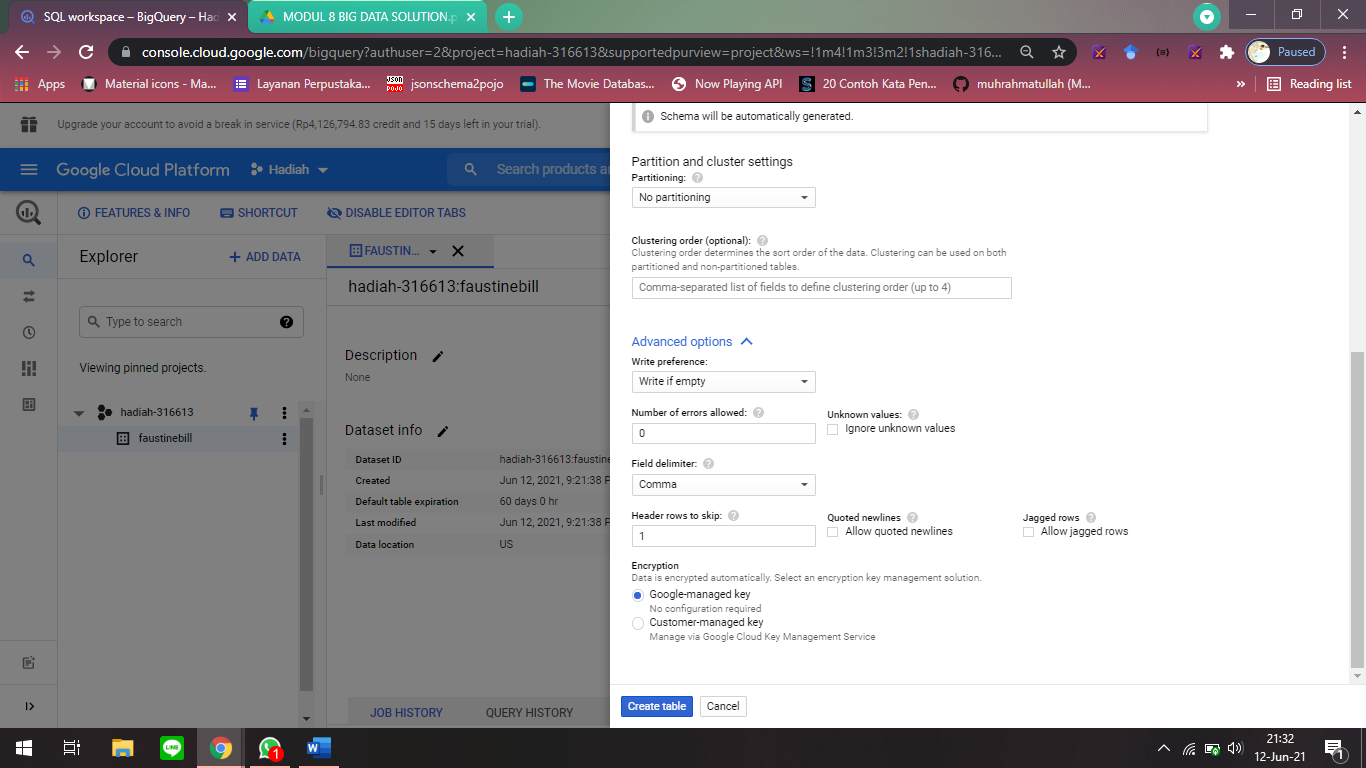 SQL workspace – BigQuery – Had
MODUL 8 BIG DATA SOLUTION.p
console.cloud.google.com/bigquery?authuser=2&project=hadiah-316613&supportedpurview=project&ws=!1m4!1m3!3m2!1shadiah-316...
Paused
Apps
Material icons - Ma...
Layanan Perpustaka...
JSON POJO
jsonschema2pojo
The Movie Databas...
Now Playing API
20 Contoh Kata Pen...
muhrahmatullah (M...
»
Reading list
Upgrade your account to avoid a break in service (Rp4,126,794.83 credit and 15 days left in your trial).
Google Cloud Platform
Hadiah
Search products a
FEATURES & INFO
SHORTCUT
DISABLE EDITOR TABS
Explorer
+ ADD DATA
FAUSTIN...
hadiah-316613:faustinebill
Type to search
Viewing pinned projects.
hadiah-316613
faustinebill
Description
None
Dataset info
Dataset ID hadiah-316613:faustine
Created Jun 12, 2021, 9:21:38 P
Default table expiration 60 days 0 hr
Last modified Jun 12, 2021, 9:21:38 P
Data location US
JOB HISTORY
QUERY HISTORY
Schema will be automatically generated.
Partition and cluster settings
Partitioning:
No partitioning
Clustering order (optional):
Clustering order determines the sort order of the data. Clustering can be used on both
partitioned and non-partitioned tables.
Comma-separated list of fields to define clustering order (up to 4)
Advanced options
Write preference:
Write if empty
Number of errors allowed:
0
Unknown values:
Ignore unknown values
Field delimiter:
Comma
Header rows to skip:
1
Quoted newlines
Allow quoted newlines
Jagged rows
Allow jagged rows
Encryption
Data is encrypted automatically. Select an encryption key management solution.
Google-managed key
No configuration required
Customer-managed key
Manage via Google Cloud Key Management Service
Create table
Cancel
LINE
1
W
21:32
12-Jun-21
1